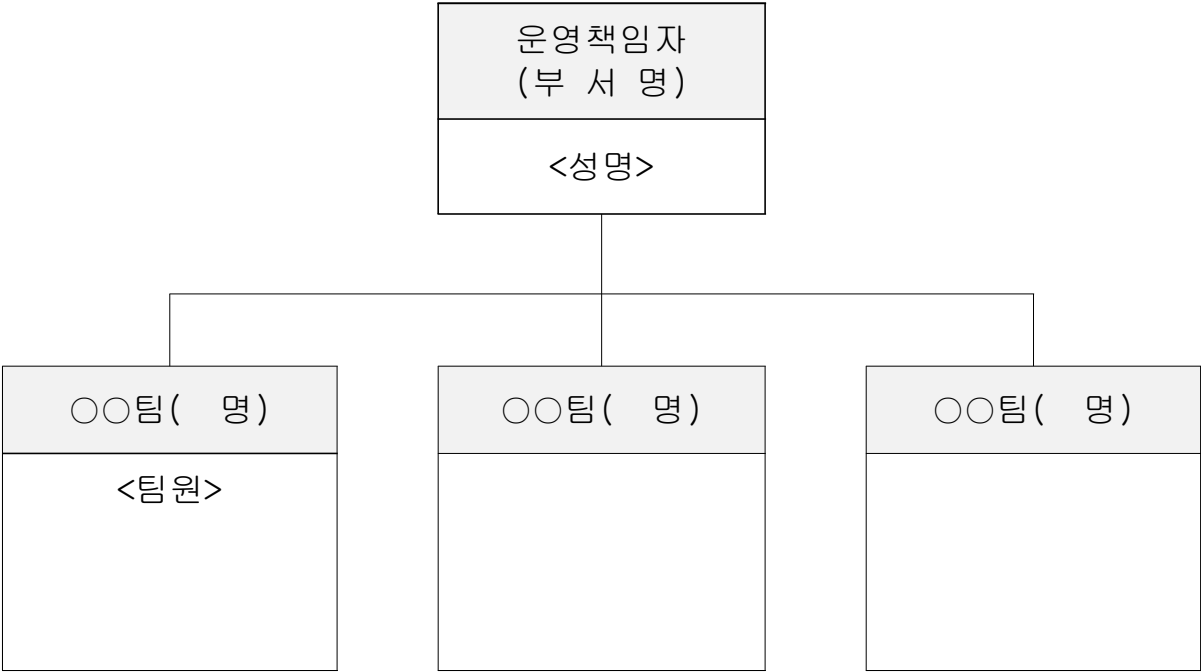 운영책임자
(부 서 명)
<성명>
○○팀(  명)
○○팀(  명)
○○팀(  명)
<팀원>